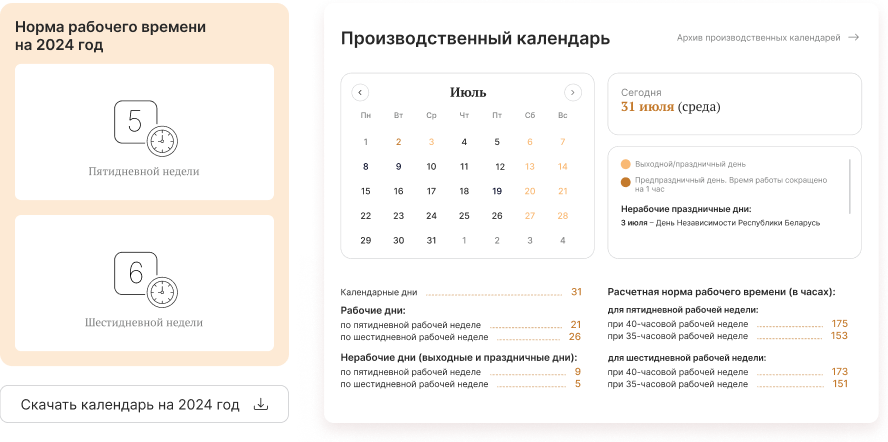 Норма рабочего времени
на 2024 год
5
Пятидневной недели
6
Шестидневной недели
Скачать календарь на 2024 год
Производственный календарь
Архив производственных календарей →
‹ Июль ›
Пн Вт Ср Чт Пт Сб Вс
1 2 3 4 5 6 7
8 9 10 11 12 13 14
15 16 17 18 19 20 21
22 23 24 25 26 27 28
29 30 31 1 2 3 4
Сегодня
31 июля (среда)
Выходной/праздничный день
Предпраздничный день. Время работы сокращено
на 1 час
Нерабочие праздничные дни:
3 июля – День Независимости Республики Беларусь
Календарные дни 31
Рабочие дни:
по пятидневной рабочей неделе 21
по шестидневной рабочей неделе 26
Нерабочие дни (выходные и праздничные дни):
по пятидневной рабочей неделе 9
по шестидневной рабочей неделе 5
Расчетная норма рабочего времени (в часах):
для пятидневной рабочей недели:
при 40-часовой рабочей неделе 175
при 35-часовой рабочей неделе 153
для шестидневной рабочей недели:
при 40-часовой рабочей неделе 173
при 35-часовой рабочей неделе 151